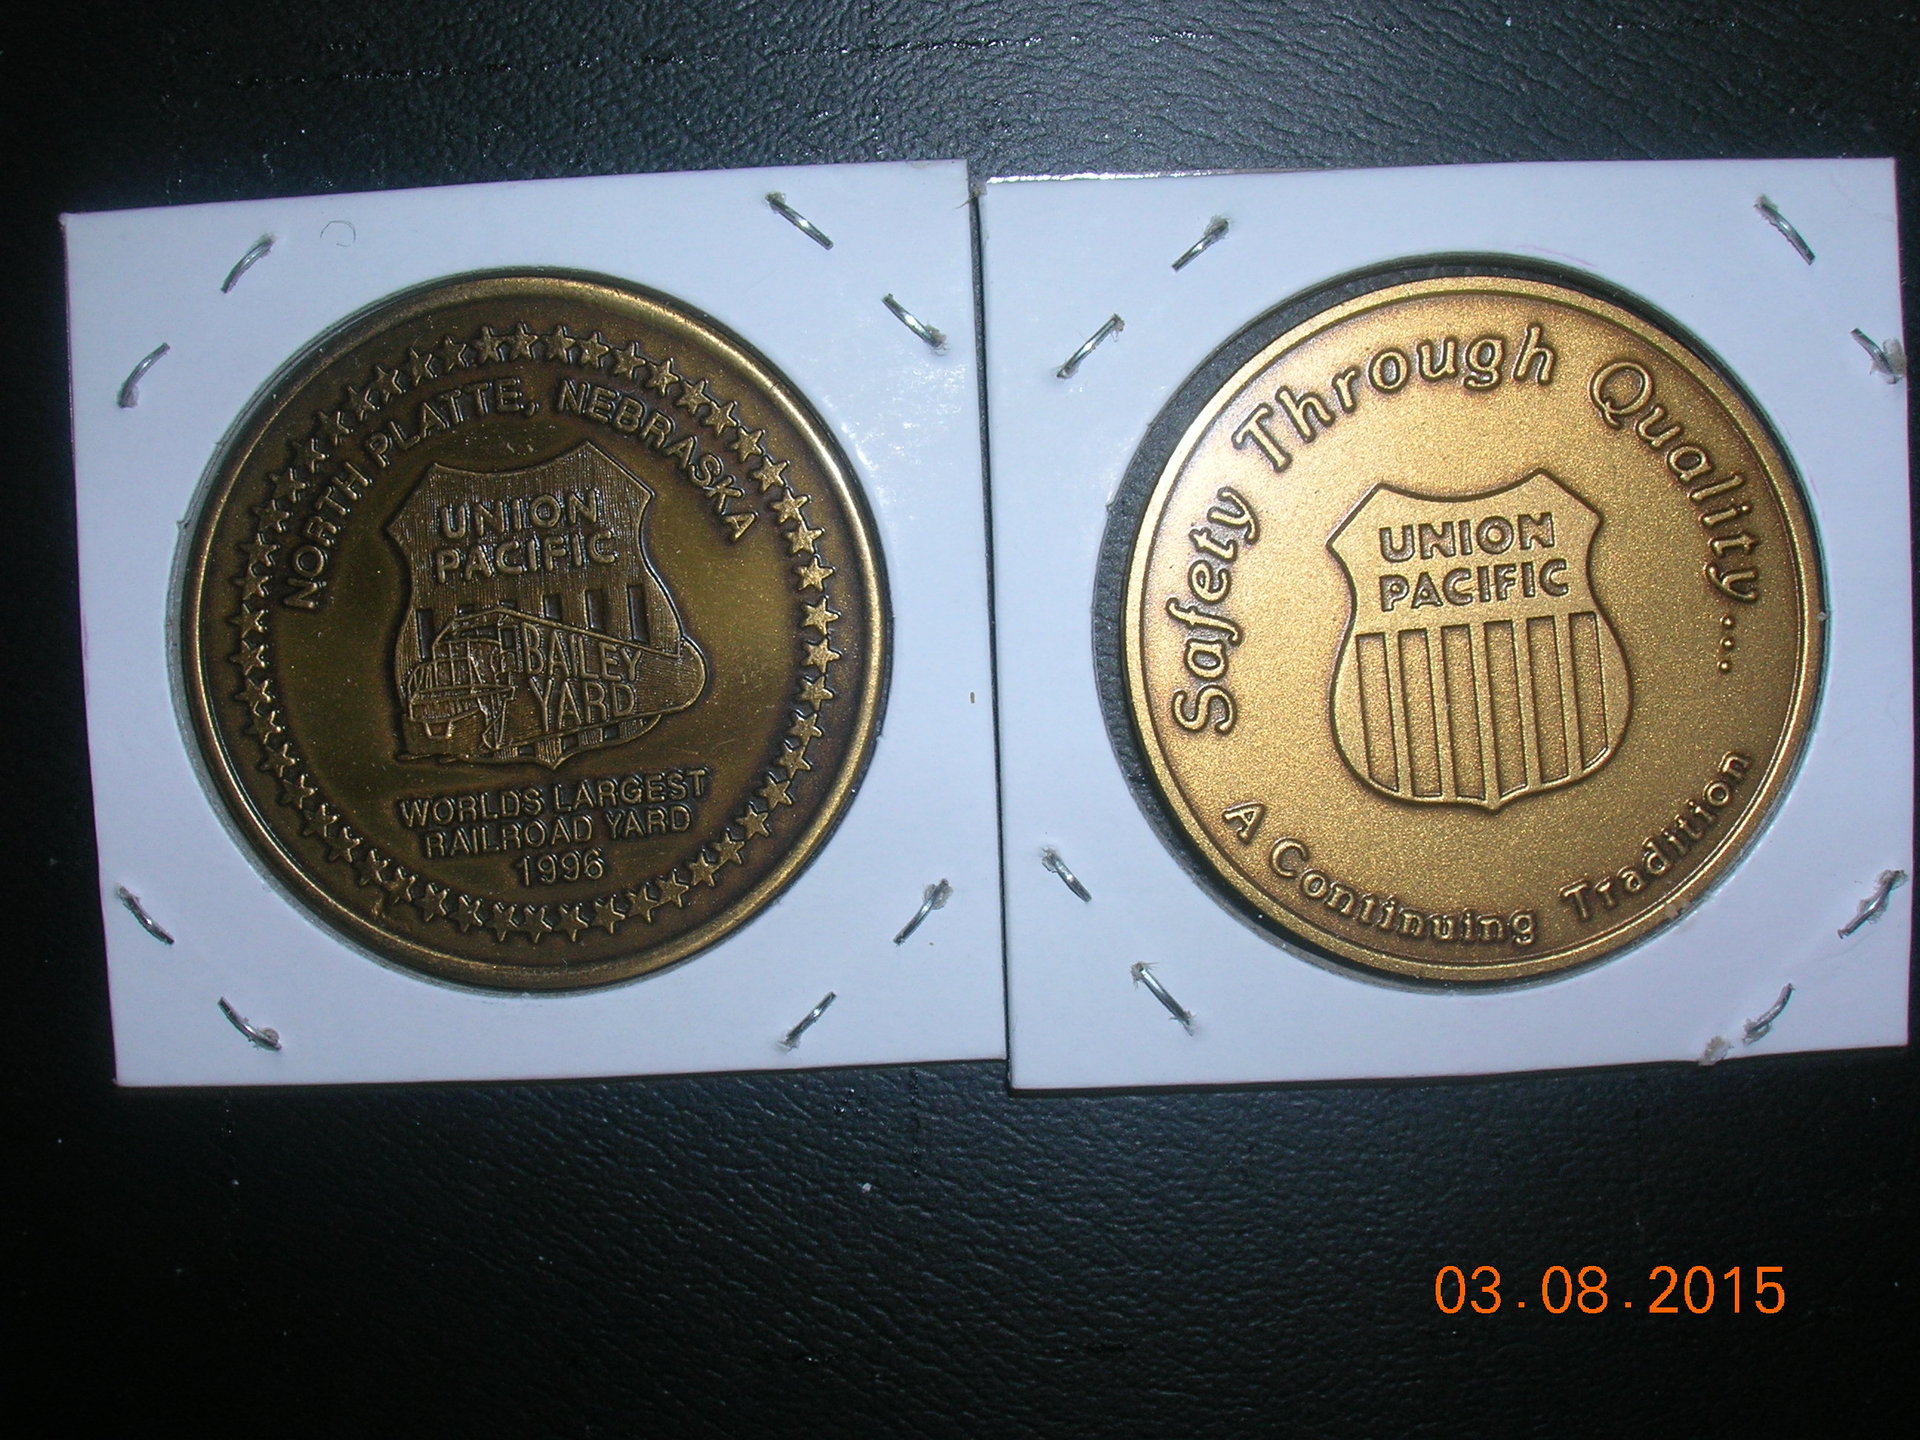 NORTH PLATTE, NEBRASKA
UNION
PACIFIC
BAILEY
YARD
WORLDS LARGEST
RAILROAD YARD
1996
Safety Through Quality...
UNION
PACIFIC
A Continuing Tradition
03.08.2015